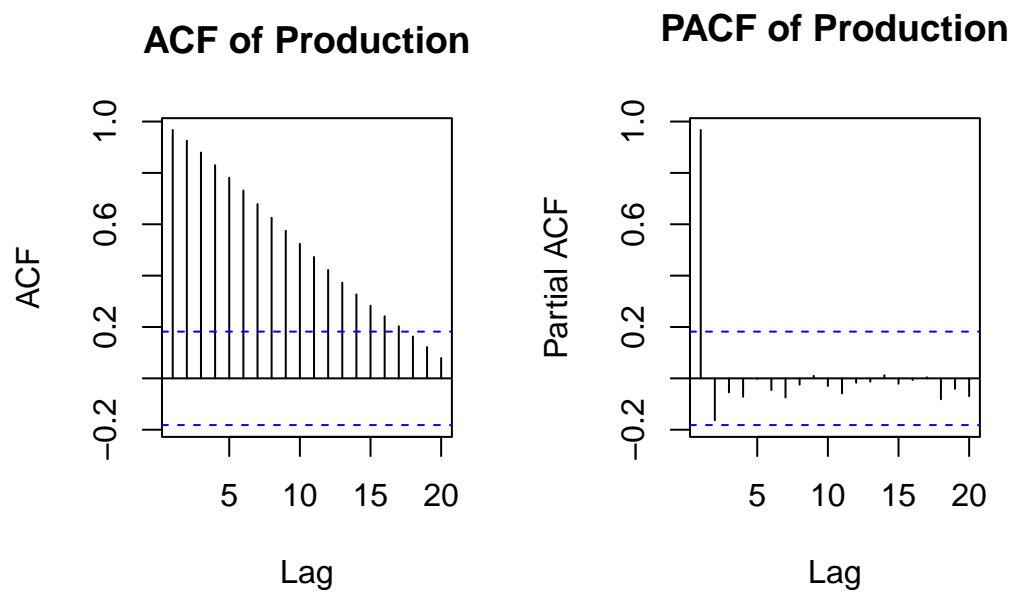 ACF of Production
ACF
1.0
0.6
0.2
−0.2
5 10 15 20
Lag
PACF of Production
Partial ACF
1.0
0.6
0.2
−0.2
5 10 15 20
Lag